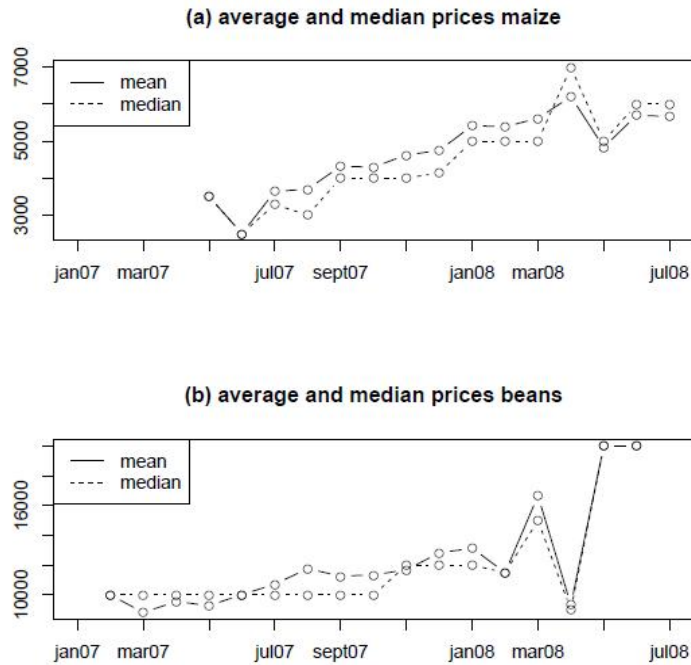 (a) average and median prices maize
7000
5000
3000
mean
median
jan07 mar07 jul07 sept07 jan08 mar08 jul08
(b) average and median prices beans
16000
10000
mean
median
jan07 mar07 jul07 sept07 jan08 mar08 jul08